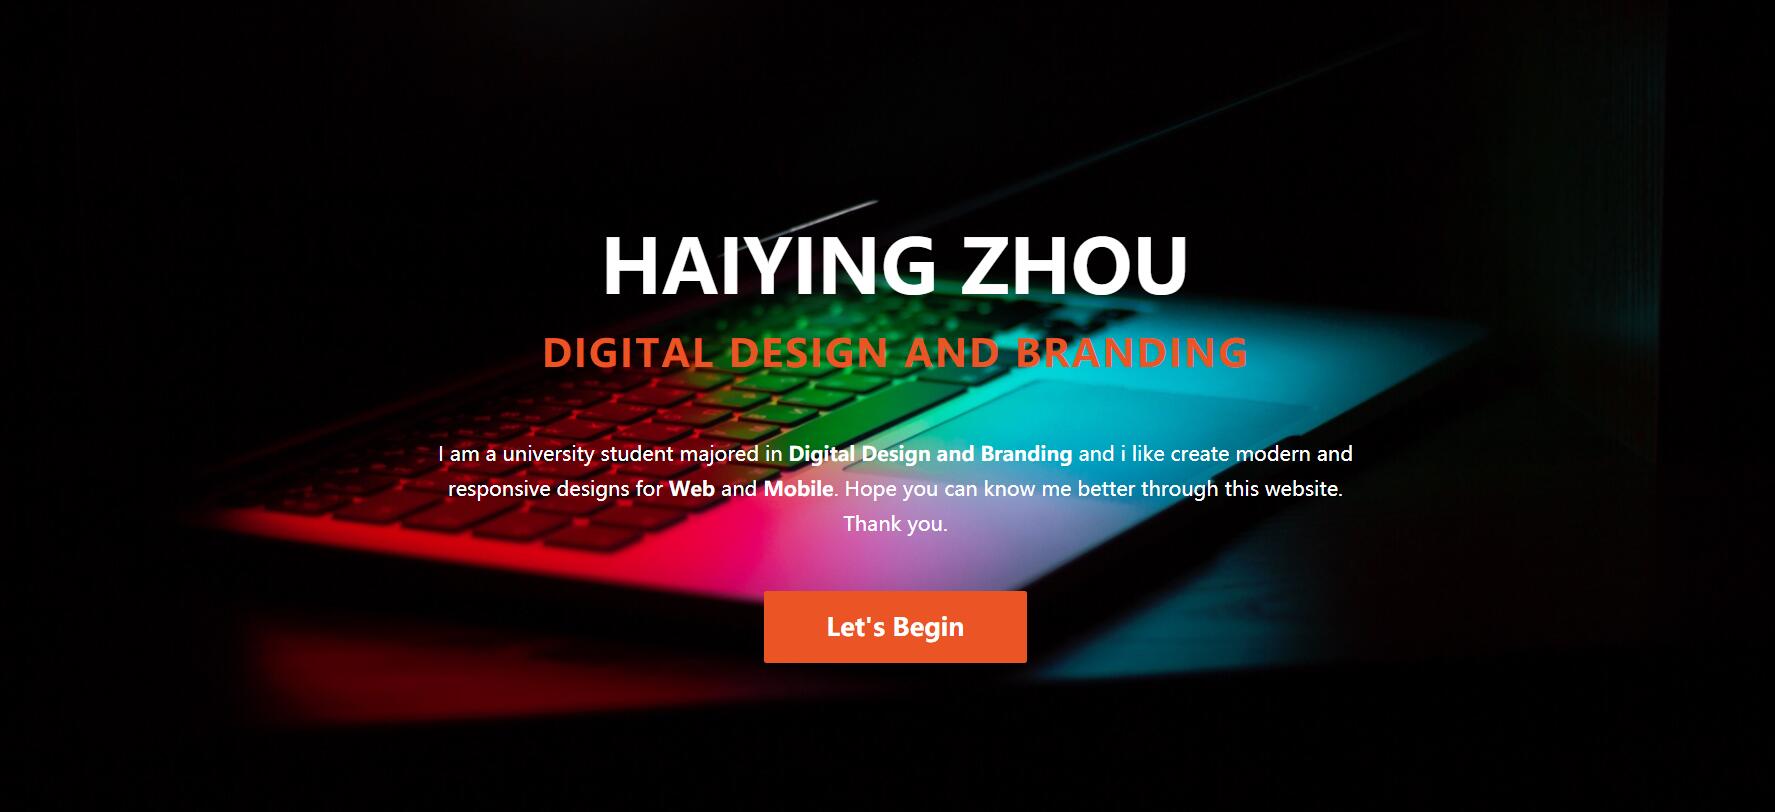 HAIYING ZHOU
DIGITAL DESIGN AND BRANDING
I am a university student majored in Digital Design and Branding and i like create modern and
responsive designs for Web and Mobile. Hope you can know me better through this website.
Thank you.
Let's Begin